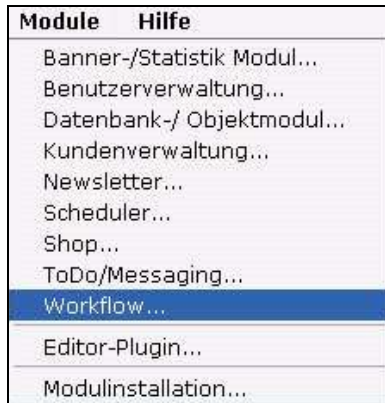 Module Hilfe
Banner-/Statistik Modul...
Benutzerverwaltung...
Datenbank-/ Objektmodul...
Kundenverwaltung...
Newsletter...
Scheduler...
Shop...
ToDo/Messaging...
Workflow...
Editor-Plugin...
Modulinstallation...